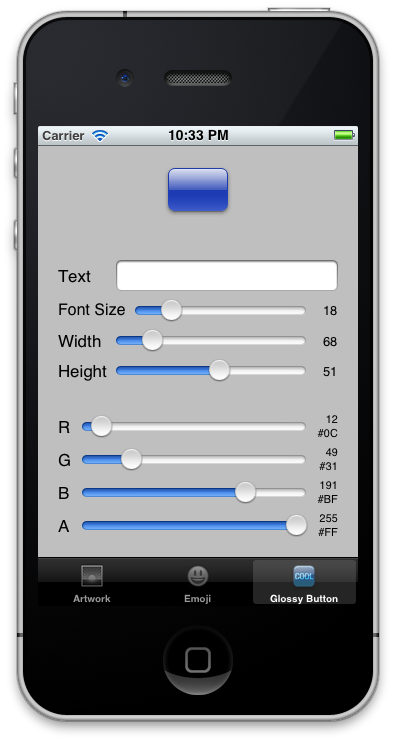 Carrier 10:33 PM
Text
Font Size 18
Width 68
Height 51
R 12
#0C
G 49
#31
B 191
#BF
A 255
#FF
COOL
Artwork Emoji Glossy Button